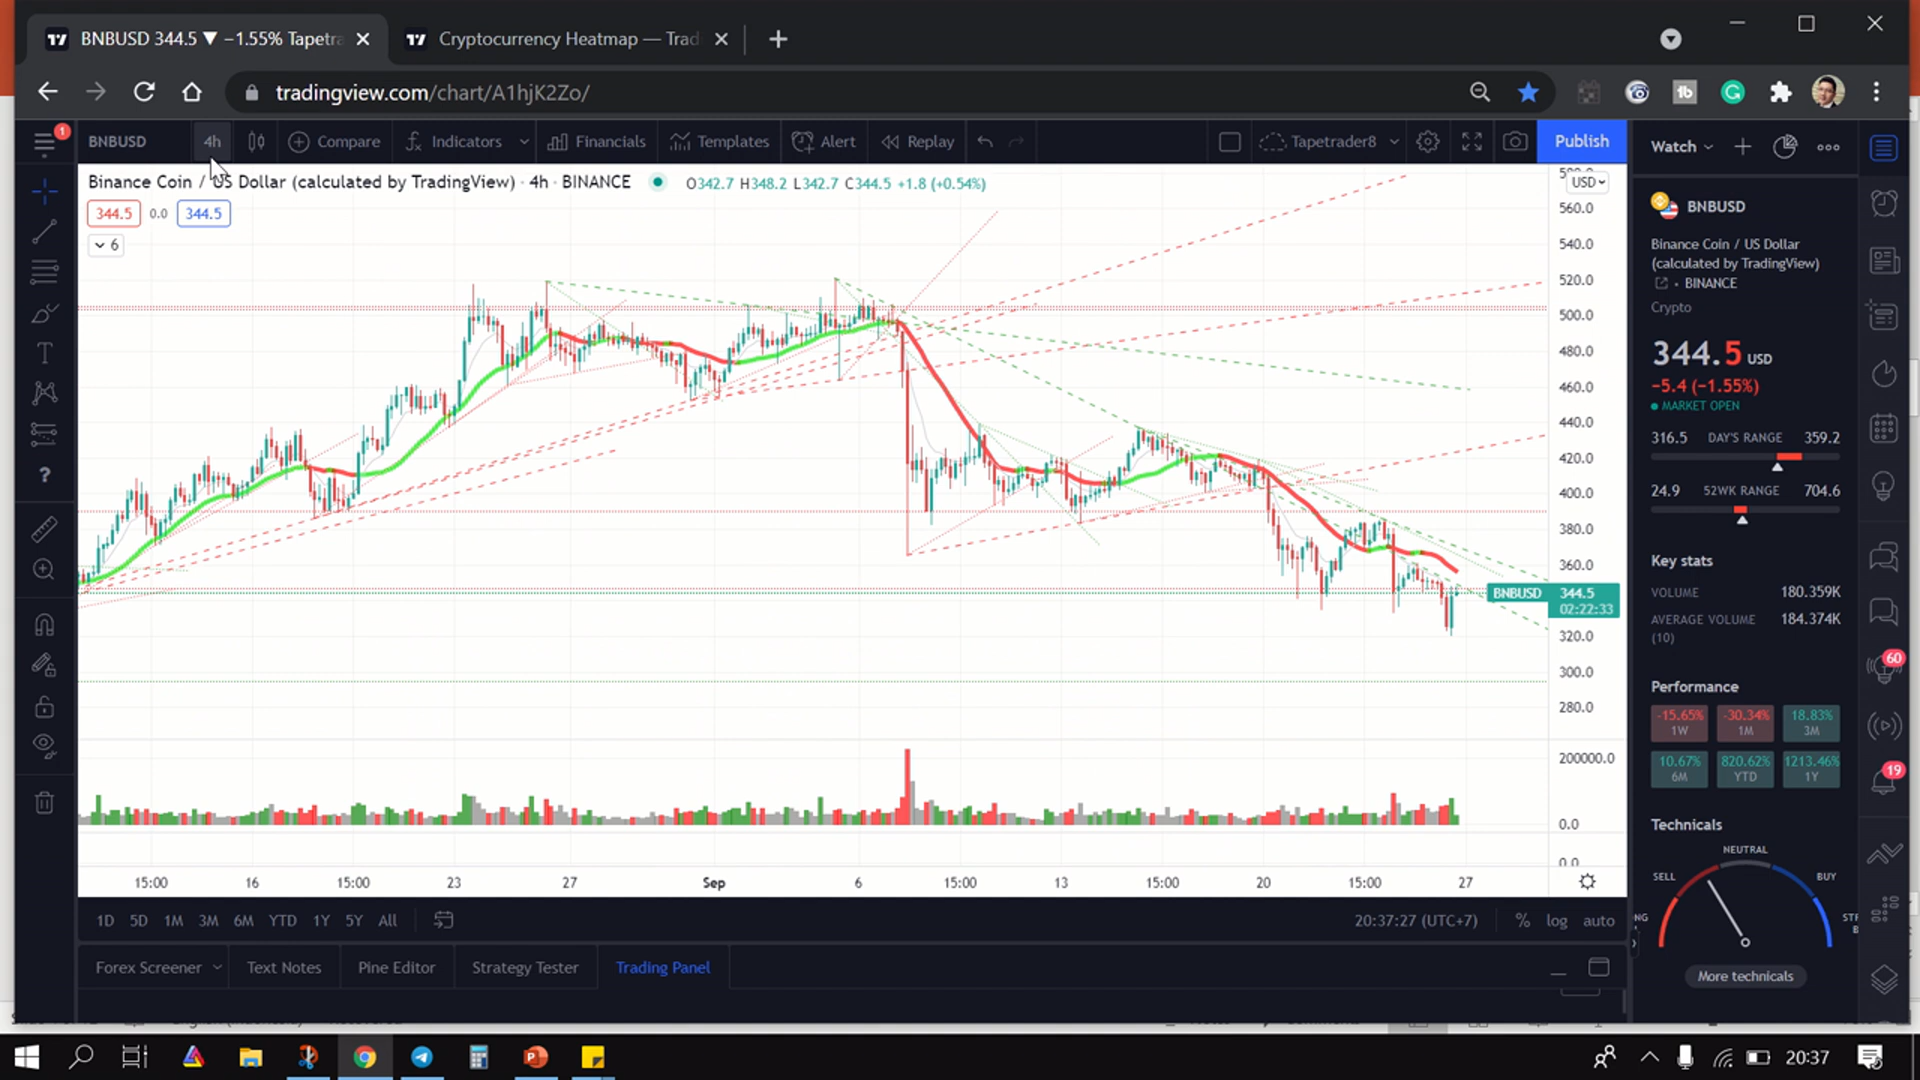 BNBUSD 344.5 ▼ −1.55% Tapetra
Cryptocurrency Heatmap — Trad
tradingview.com/chart/A1hjK2Zo/
1
BNBUSD
4h
Compare
Indicators
Financials
Templates
Alert
Replay
Tapetrader8
Publish
Watch
Binance Coin / US Dollar (calculated by TradingView) · 4h · BINANCE
O342.7 H348.2 L342.7 C344.5 +1.8 (+0.54%)
344.5 0.0 344.5
6
USD
560.0
540.0
520.0
500.0
480.0
460.0
440.0
420.0
400.0
380.0
360.0
BNBUSD 344.5
02:22:33
320.0
300.0
280.0
200000.0
0.0
0.0
15:00 16 15:00 23 27 Sep 6 15:00 13 15:00 20 15:00 27
1D 5D 1M 3M 6M YTD 1Y 5Y All
20:37:27 (UTC+7) % log auto
Forex Screener
Text Notes
Pine Editor
Strategy Tester
Trading Panel
BNBUSD
Binance Coin / US Dollar
(calculated by TradingView)
• BINANCE
Crypto
344.5 USD
−5.4 (−1.55%)
MARKET OPEN
316.5 DAY'S RANGE 359.2
24.9 52WK RANGE 704.6
Key stats
VOLUME 180.359K
AVERAGE VOLUME 184.374K
(10)
Performance
-15.65% -30.34% 18.83%
1W 1M 3M
10.67% 820.62% 1213.46%
6M YTD 1Y
Technicals
NEUTRAL
SELL BUY
NG
ST
B
More technicals
60
19
20:37